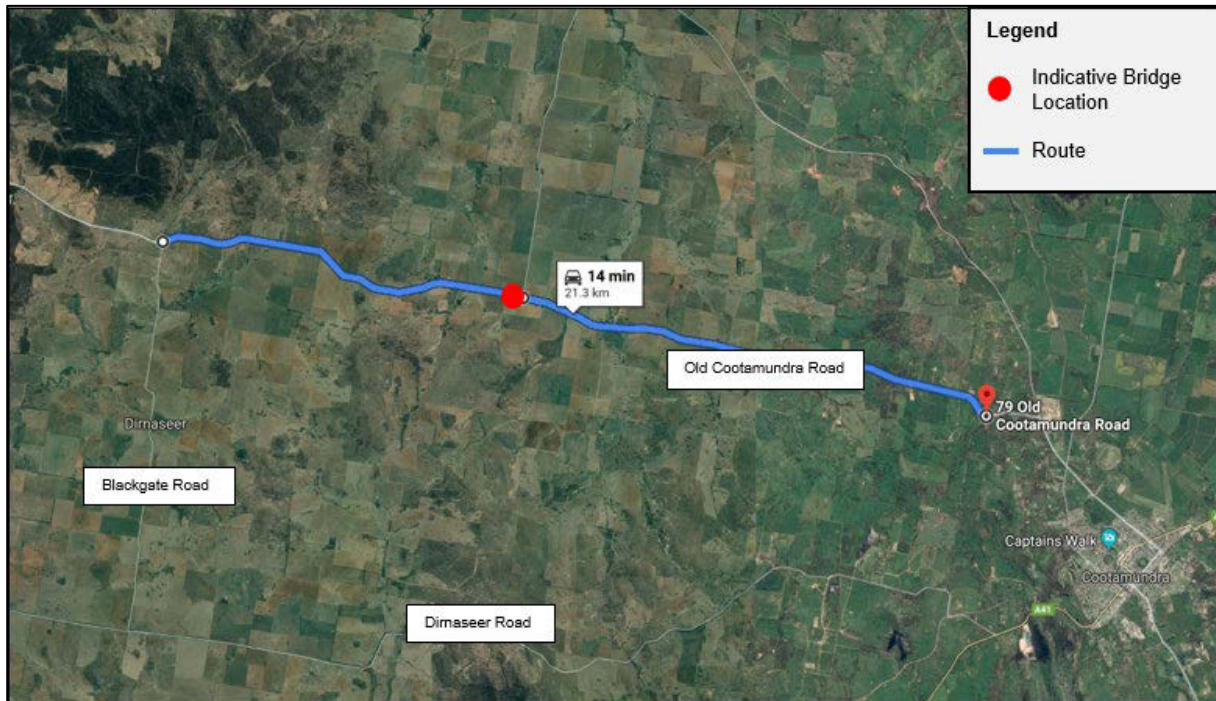 Legend
Indicative Bridge
Location
Route
14 min
21.3 km
Old Cootamundra Road
79 Old
Cootamundra Road
Dirnaseer
Blackgate Road
Captains Walk
Cootamundra
Dirnaseer Road
A41